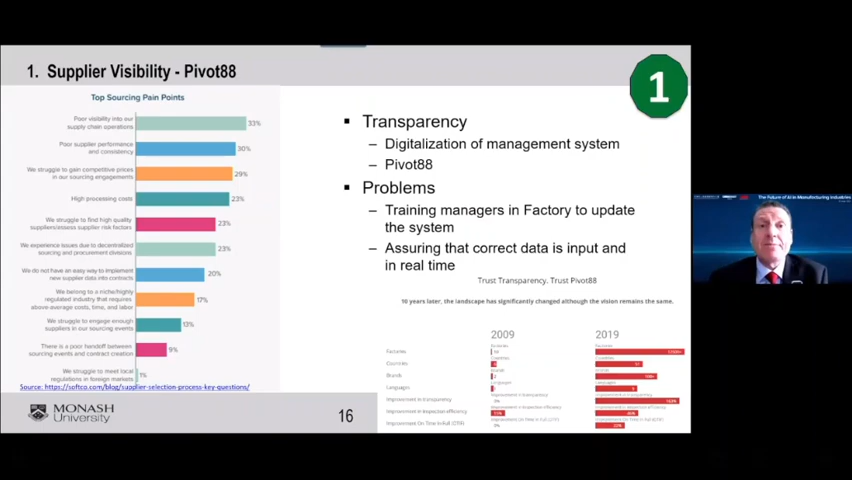 1. Supplier Visibility - Pivot88
1
Top Sourcing Pain Points
Poor visibility into our
supply chain operations
33%
Poor supplier performance
and consistency
30%
We struggle to gain competitive prices
in our sourcing engagements
29%
High processing costs
23%
We struggle to find high quality
suppliers/assess supplier risk factors
23%
We experience issues due to decentralized
sourcing and procurement divisions
23%
We do not have an easy way to implement
new supplier data into contracts
20%
We belong to a niche/highly
regulated industry that requires
above-average costs, time, and labor
17%
We struggle to engage enough
suppliers in our sourcing events
13%
There is a poor handoff between
sourcing events and contract creation
9%
We struggle to meet local
regulations in foreign markets
1%
Source: https://softco.com/blog/supplier-selection-process-key-questions/
▪ Transparency
– Digitalization of management system
– Pivot88
▪ Problems
– Training managers in Factory to update
the system
– Assuring that correct data is input and
in real time
Trust Transparency. Trust Pivot88
10 years later, the landscape has significantly changed although the vision remains the same.
2009
2019
Factories
Countries
Brands
Languages
Improvement in transparency
0%
Improvement in Inspection efficiency
Improvement On Time In Full (OTIF)
0%
MONASH
University
16
The Future of AI in Manufacturing Industries